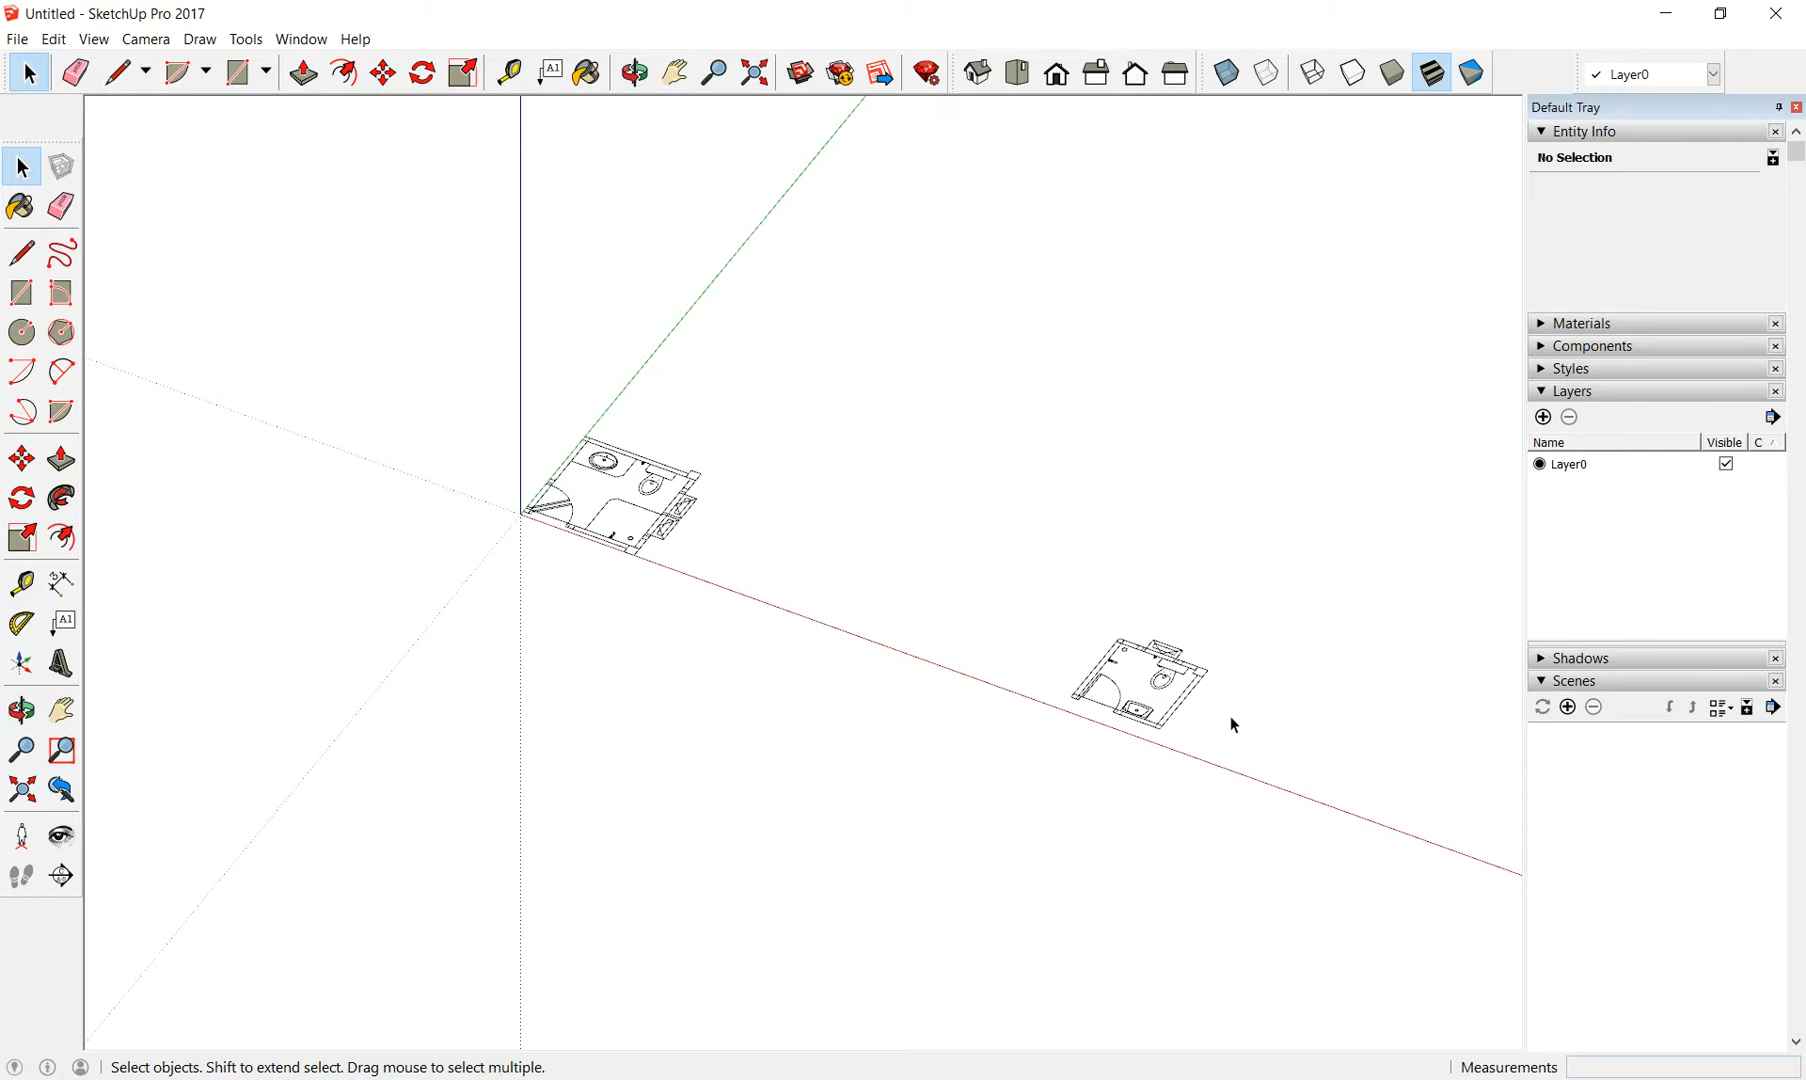 Untitled - SketchUp Pro 2017
File Edit View Camera Draw Tools Window Help
A1
Layer0
Default Tray
Entity Info
No Selection
Materials
Components
Styles
Layers
Name Visible C
Layer0
A1
Shadows
Scenes
Select objects. Shift to extend select. Drag mouse to select multiple.
Measurements